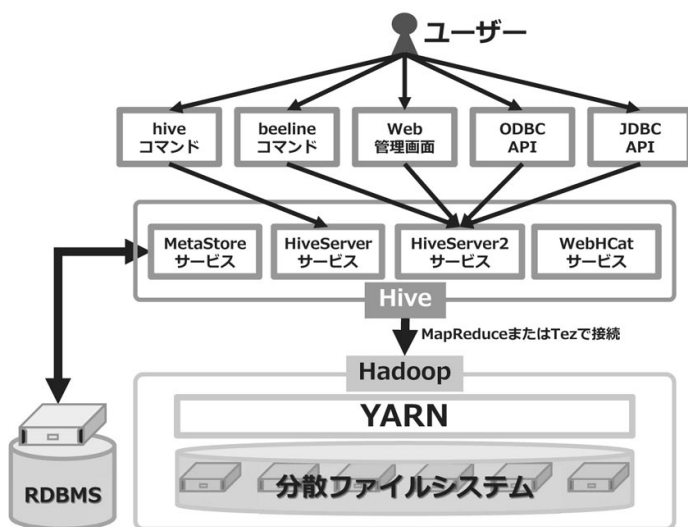 ユーザー
hive
コマンド
beeline
コマンド
Web
管理画面
ODBC
API
JDBC
API
MetaStore
サービス
HiveServer
サービス
HiveServer2
サービス
WebHCat
サービス
Hive
MapReduceまたはTezで接続
Hadoop
YARN
分散ファイルシステム
RDBMS